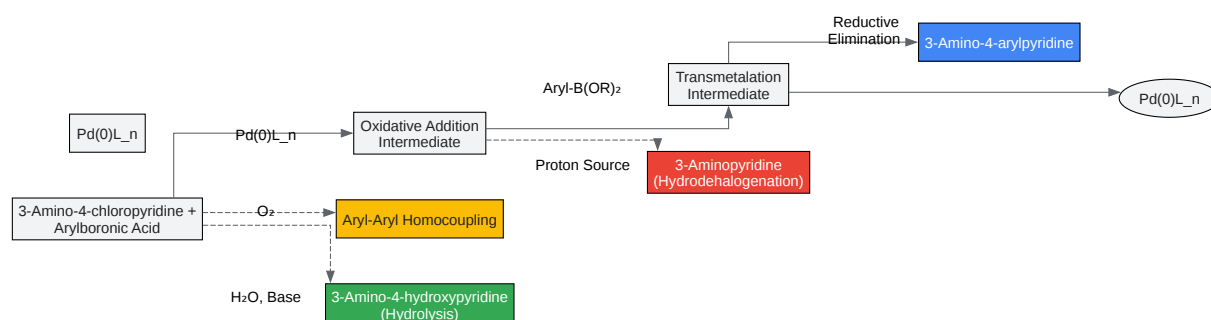 Reductive
Elimination
3-Amino-4-arylpyridine
Transmetalation
Intermediate
Aryl-B(OR)₂
Pd(0)L_n
Pd(0)L_n
Pd(0)L_n
Oxidative Addition
Intermediate
Proton Source
3-Aminopyridine
(Hydrodehalogenation)
3-Amino-4-chloropyridine +
Arylboronic Acid
O₂
Aryl-Aryl Homocoupling
H₂O, Base
3-Amino-4-hydroxypyridine
(Hydrolysis)